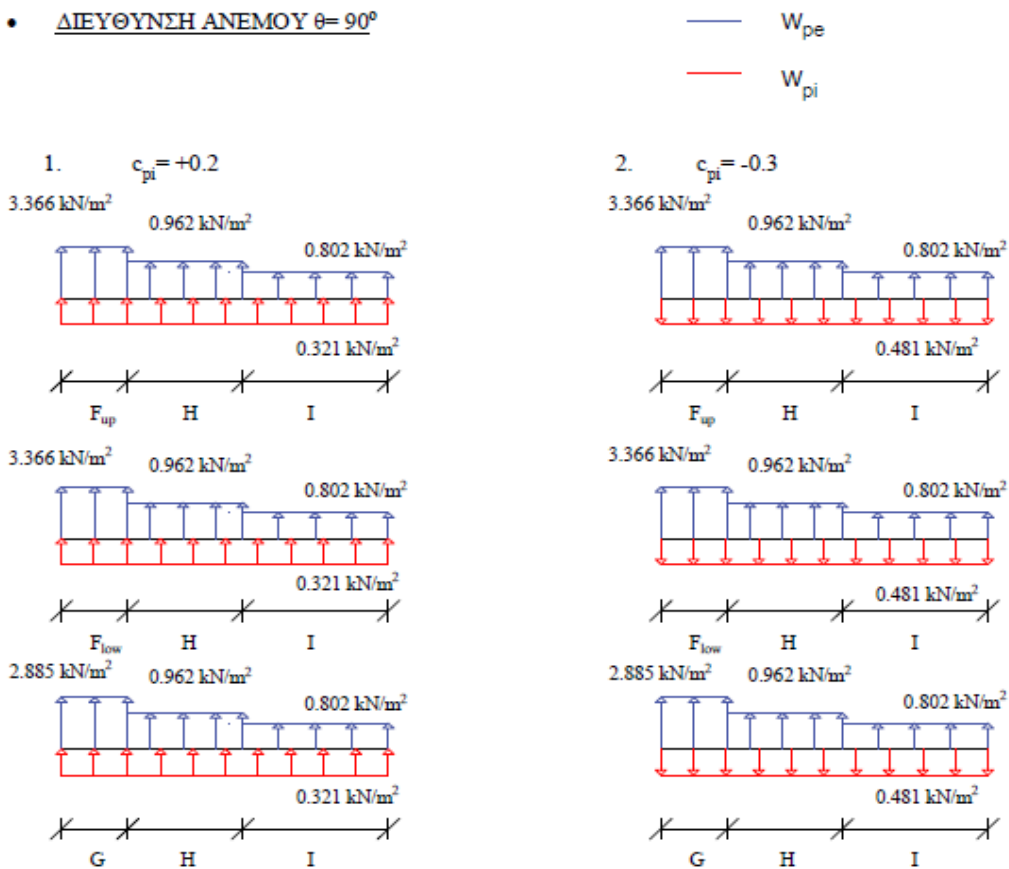 • ΔΙΕΥΘΥΝΣΗ ΑΝΕΜΟΥ θ= 90⁰
W_pe
W_pi
1. c_pi= +0.2
3.366 kN/m²
0.962 kN/m²
0.802 kN/m²
0.321 kN/m²
F_up H I
3.366 kN/m²
0.962 kN/m²
0.802 kN/m²
0.321 kN/m²
F_low H I
2.885 kN/m²
0.962 kN/m²
0.802 kN/m²
0.321 kN/m²
G H I
2. c_pi= -0.3
3.366 kN/m²
0.962 kN/m²
0.802 kN/m²
0.481 kN/m²
F_up H I
3.366 kN/m²
0.962 kN/m²
0.802 kN/m²
0.481 kN/m²
F_low H I
2.885 kN/m²
0.962 kN/m²
0.802 kN/m²
0.481 kN/m²
G H I